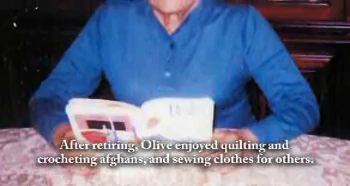 After retiring, Olive enjoyed quilting and
crocheting afghans, and sewing clothes for others.